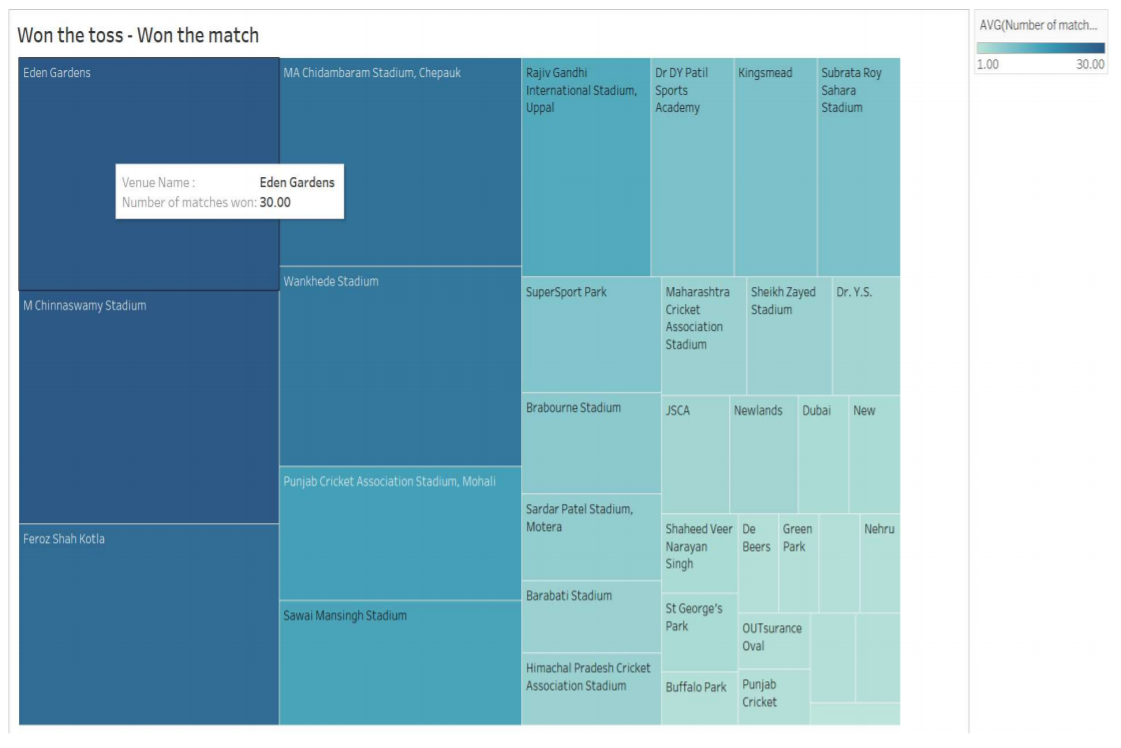 Won the toss - Won the match
AVG(Number of match...
1.00 30.00
Eden Gardens
Venue Name : Eden Gardens
Number of matches won: 30.00
M Chinnaswamy Stadium
Feroz Shah Kotla
MA Chidambaram Stadium, Chepauk
Wankhede Stadium
Punjab Cricket Association Stadium, Mohali
Sawai Mansingh Stadium
Rajiv Gandhi
International Stadium,
Uppal
Dr DY Patil
Sports
Academy
Kingsmead
Subrata Roy
Sahara
Stadium
SuperSport Park
Brabourne Stadium
Sardar Patel Stadium,
Motera
Barabati Stadium
Himachal Pradesh Cricket
Association Stadium
Maharashtra
Cricket
Association
Stadium
Sheikh Zayed
Stadium
Dr. Y.S.
JSCA
Newlands
Dubai
New
Shaheed Veer
Narayan
Singh
De
Beers
Green
Park
Nehru
St George's
Park
OUTsurance
Oval
Buffalo Park
Punjab
Cricket